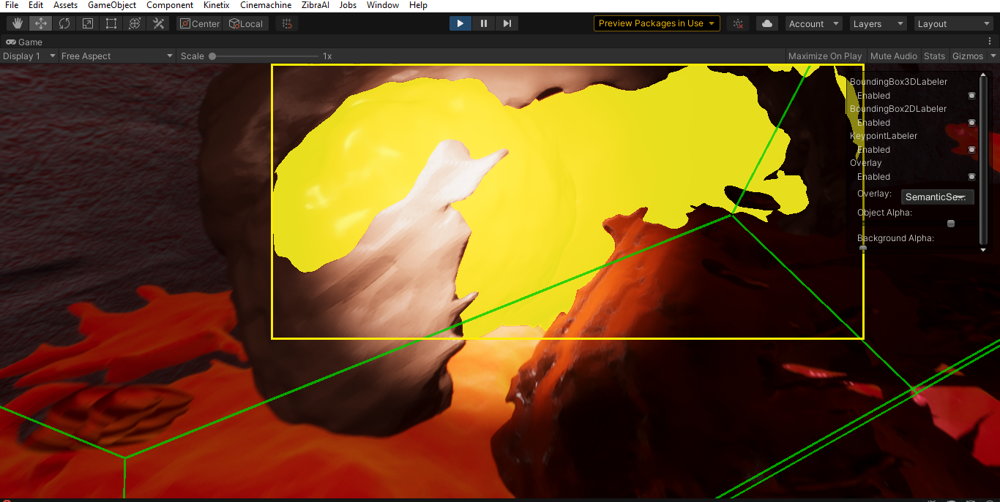 File Edit Assets GameObject Component Kinetix Cinemachine ZibraAI Jobs Window Help
Center Local Preview Packages in Use Account Layers Layout
Game
Display 1 Free Aspect Scale 1x Maximize On Play Mute Audio Stats Gizmos
BoundingBox3DLabeler
Enabled
BoundingBox2DLabeler
Enabled
KeypointLabeler
Enabled
Overlay
Enabled
Overlay: SemanticSe...
Object Alpha:
Background Alpha: